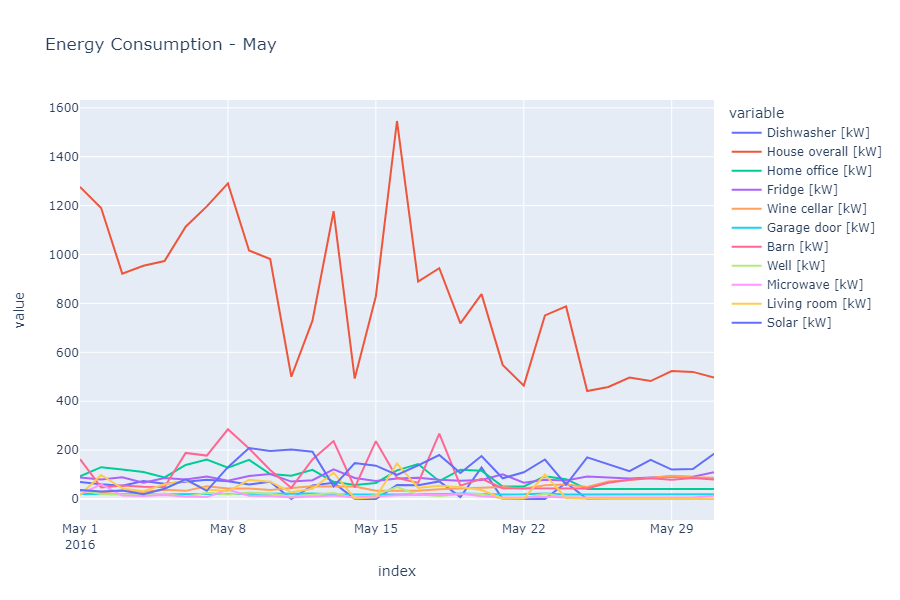 Energy Consumption - May
value
1600
1400
1200
1000
800
600
400
200
0
May 1
2016
May 8
May 15
May 22
May 29
index
variable
Dishwasher [kW]
House overall [kW]
Home office [kW]
Fridge [kW]
Wine cellar [kW]
Garage door [kW]
Barn [kW]
Well [kW]
Microwave [kW]
Living room [kW]
Solar [kW]